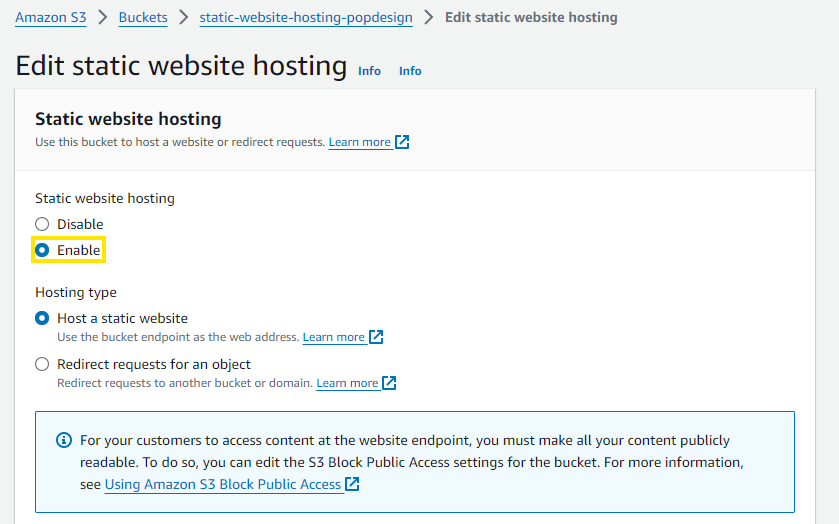 Amazon S3 > Buckets > static-website-hosting-popdesign > Edit static website hosting
Edit static website hosting Info Info
Static website hosting
Use this bucket to host a website or redirect requests. Learn more
Static website hosting
Disable
Enable
Hosting type
Host a static website
Use the bucket endpoint as the web address. Learn more
Redirect requests for an object
Redirect requests to another bucket or domain. Learn more
For your customers to access content at the website endpoint, you must make all your content publicly
readable. To do so, you can edit the S3 Block Public Access settings for the bucket. For more information,
see Using Amazon S3 Block Public Access